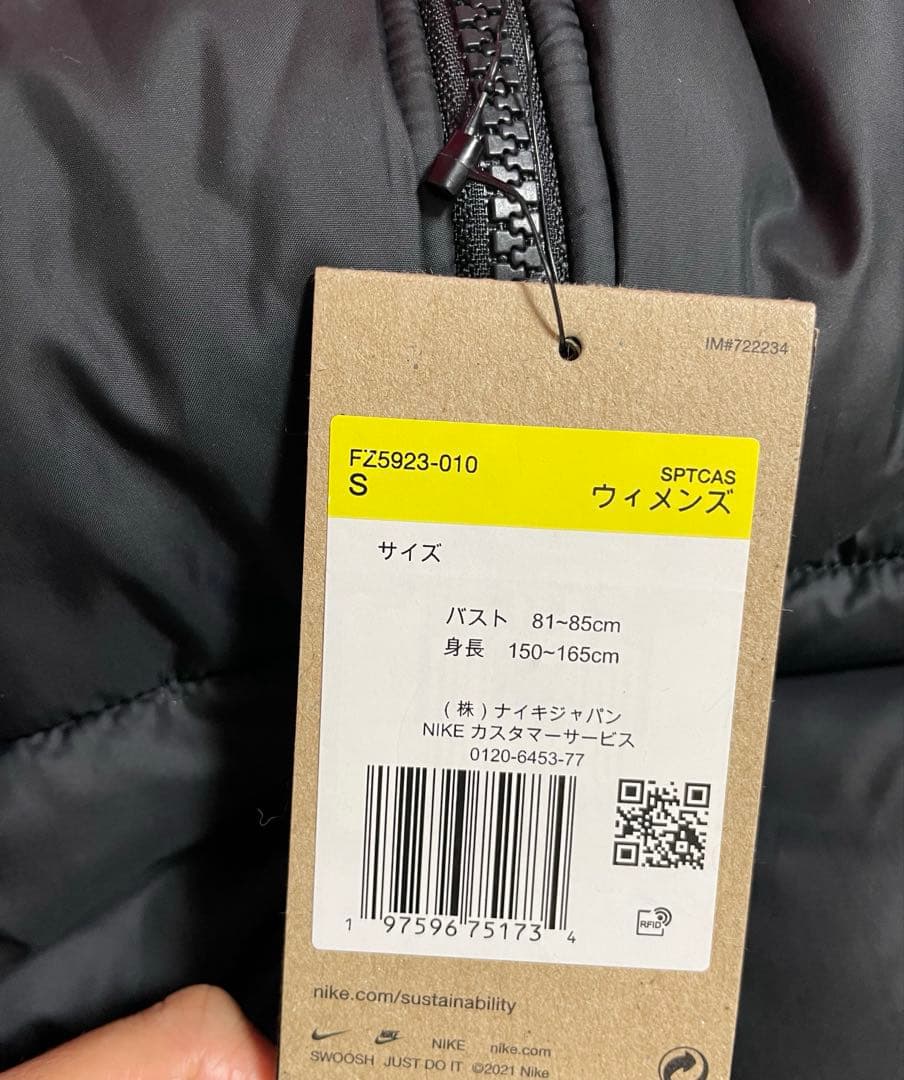 IM#722234
FZ5923-010
SPTCAS
S
ウィメンズ
サイズ
バスト 81~85cm
身長 150~165cm
(株)ナイキジャパン
NIKE カスタマーサービス
0120-6453-77
1 97596 75173 4
RFID
nike.com/sustainability
NIKE nike.com
SWOOSH JUST DO IT ©2021 Nike